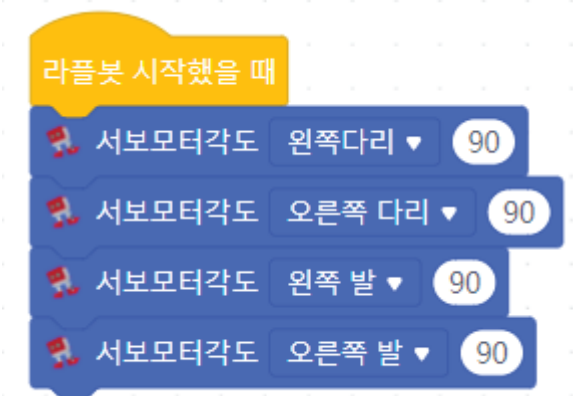 라플봇 시작했을 때
서보모터각도 왼쪽다리 ▼ 90
서보모터각도 오른쪽 다리 ▼ 90
서보모터각도 왼쪽 발 ▼ 90
서보모터각도 오른쪽 발 ▼ 90